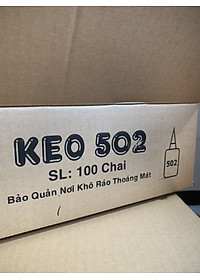 KEO 502
SL: 100 Chai
502
Bảo Quản Nơi Khô Ráo Thoáng Mát